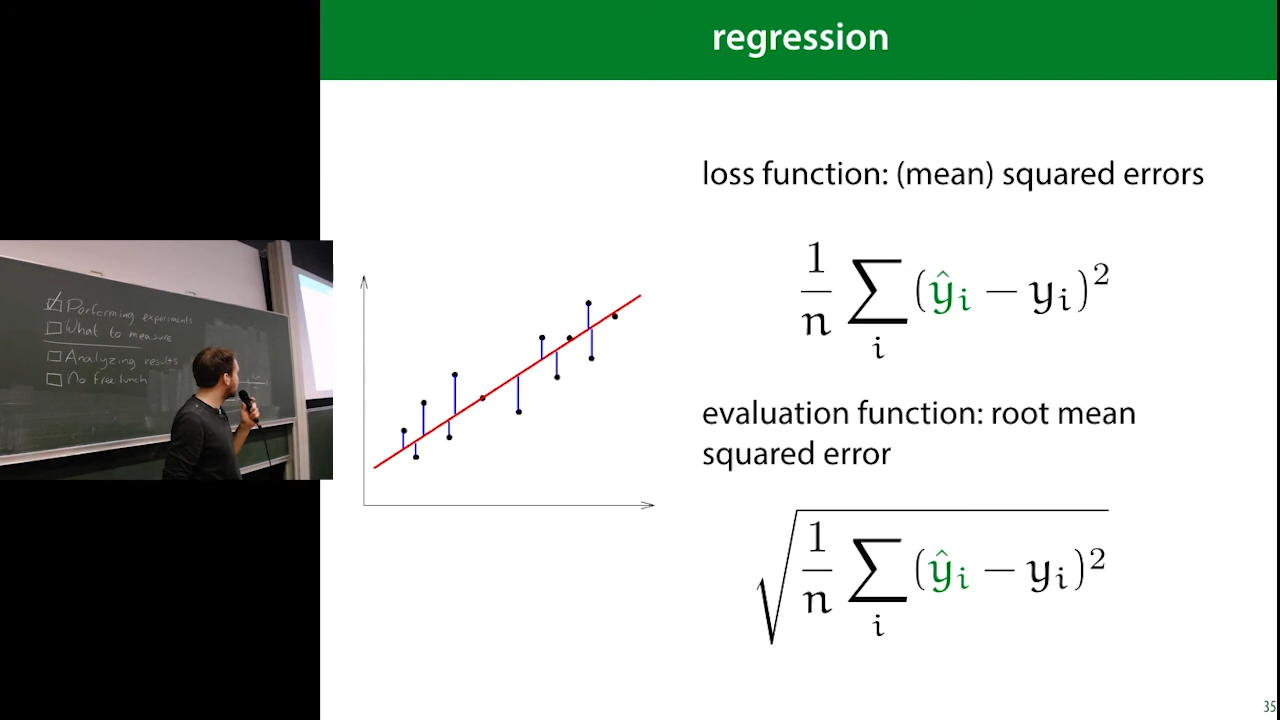 regression
loss function: (mean) squared errors
1/n ∑_i (ŷ_i − y_i)²
evaluation function: root mean
squared error
√(1/n ∑_i (ŷ_i − y_i)²)
Performing experiments
What to measure
Analyzing results
No free lunch
35